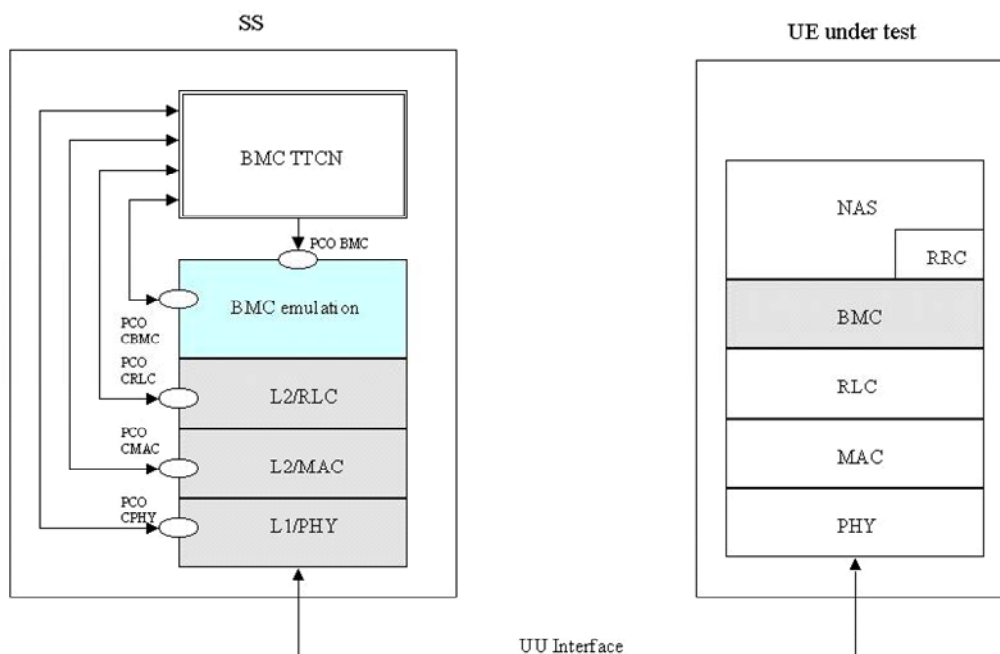 SS
UE under test
BMC TTCN
PCO BMC
BMC emulation
PCO
CBMC
PCO
CRLC
L2/RLC
PCO
CMAC
L2/MAC
PCO
CPHY
L1/PHY
NAS
RRC
BMC
RLC
MAC
PHY
UU Interface